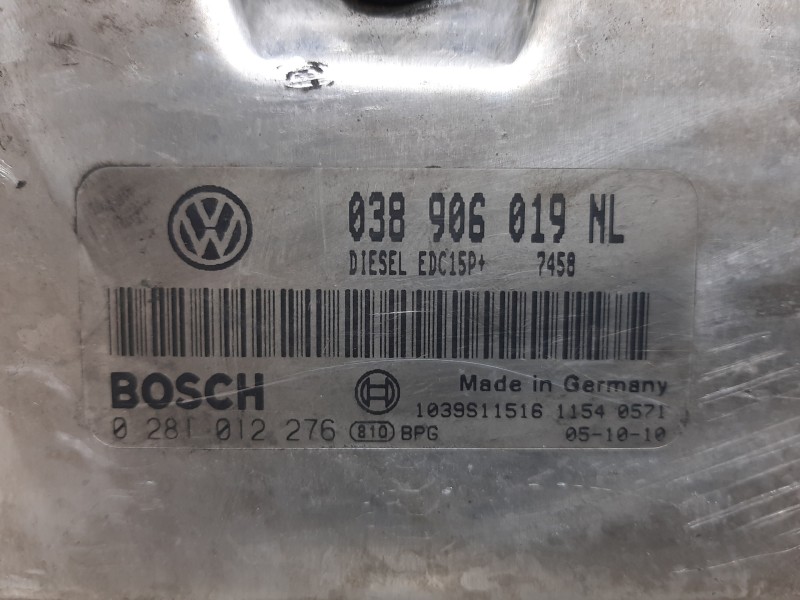 038 906 019 NL
DIESEL EDC15P+ 7458
BOSCH
Made in Germany
1039S11516 1154 0571
0 281 012 276 810 BPG 05-10-10